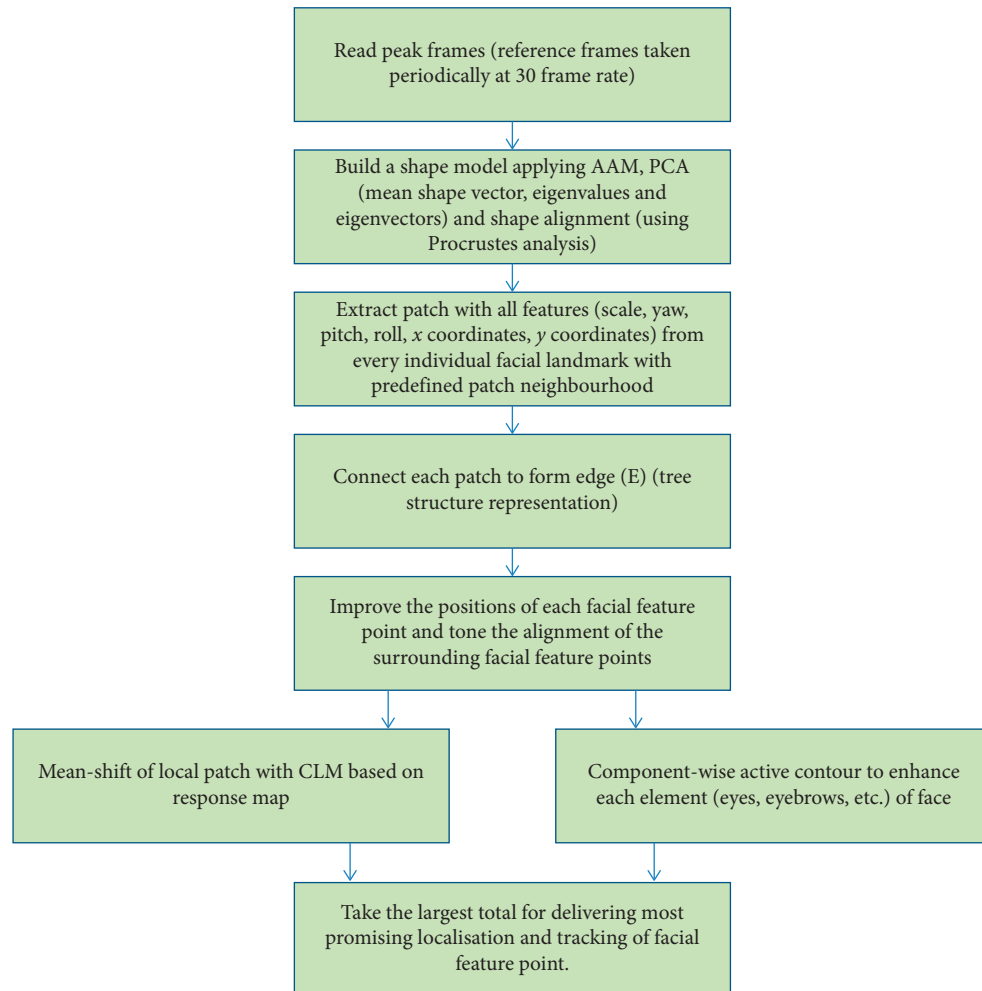 Read peak frames (reference frames taken
periodically at 30 frame rate)
Build a shape model applying AAM, PCA
(mean shape vector, eigenvalues and
eigenvectors) and shape alignment (using
Procrustes analysis)
Extract patch with all features (scale, yaw,
pitch, roll, x coordinates, y coordinates) from
every individual facial landmark with
predefined patch neighbourhood
Connect each patch to form edge (E) (tree
structure representation)
Improve the positions of each facial feature
point and tone the alignment of the
surrounding facial feature points
Mean-shift of local patch with CLM based on
response map
Component-wise active contour to enhance
each element (eyes, eyebrows, etc.) of face
Take the largest total for delivering most
promising localisation and tracking of facial
feature point.